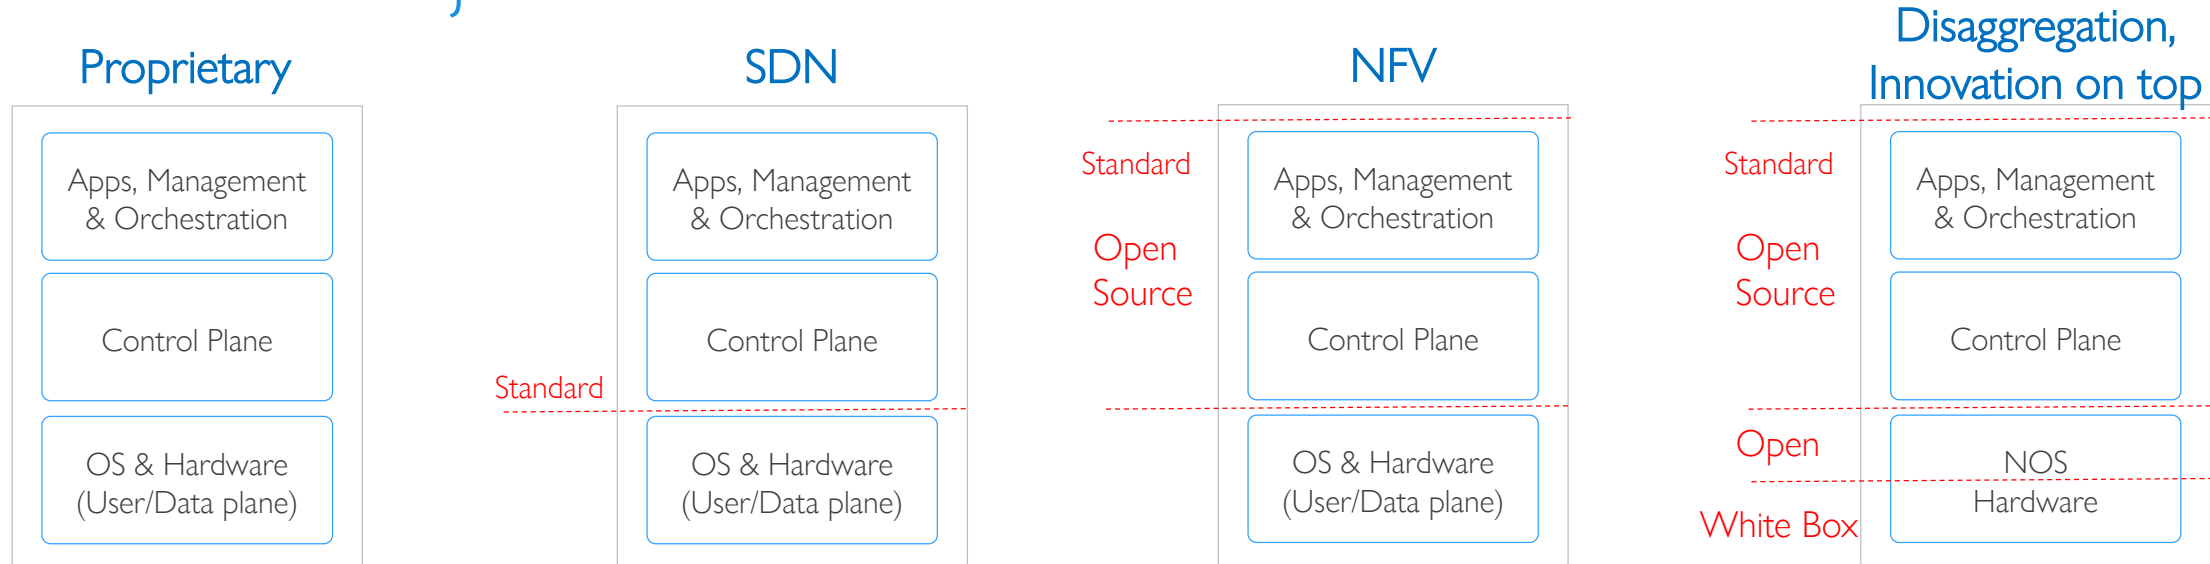 Proprietary
Apps, Management
& Orchestration
Control Plane
OS & Hardware
(User/Data plane)
SDN
Apps, Management
& Orchestration
Control Plane
Standard
OS & Hardware
(User/Data plane)
NFV
Standard
Apps, Management
& Orchestration
Open
Source
Control Plane
OS & Hardware
(User/Data plane)
Disaggregation,
Innovation on top
Standard
Apps, Management
& Orchestration
Open
Source
Control Plane
Open
NOS
Hardware
White Box